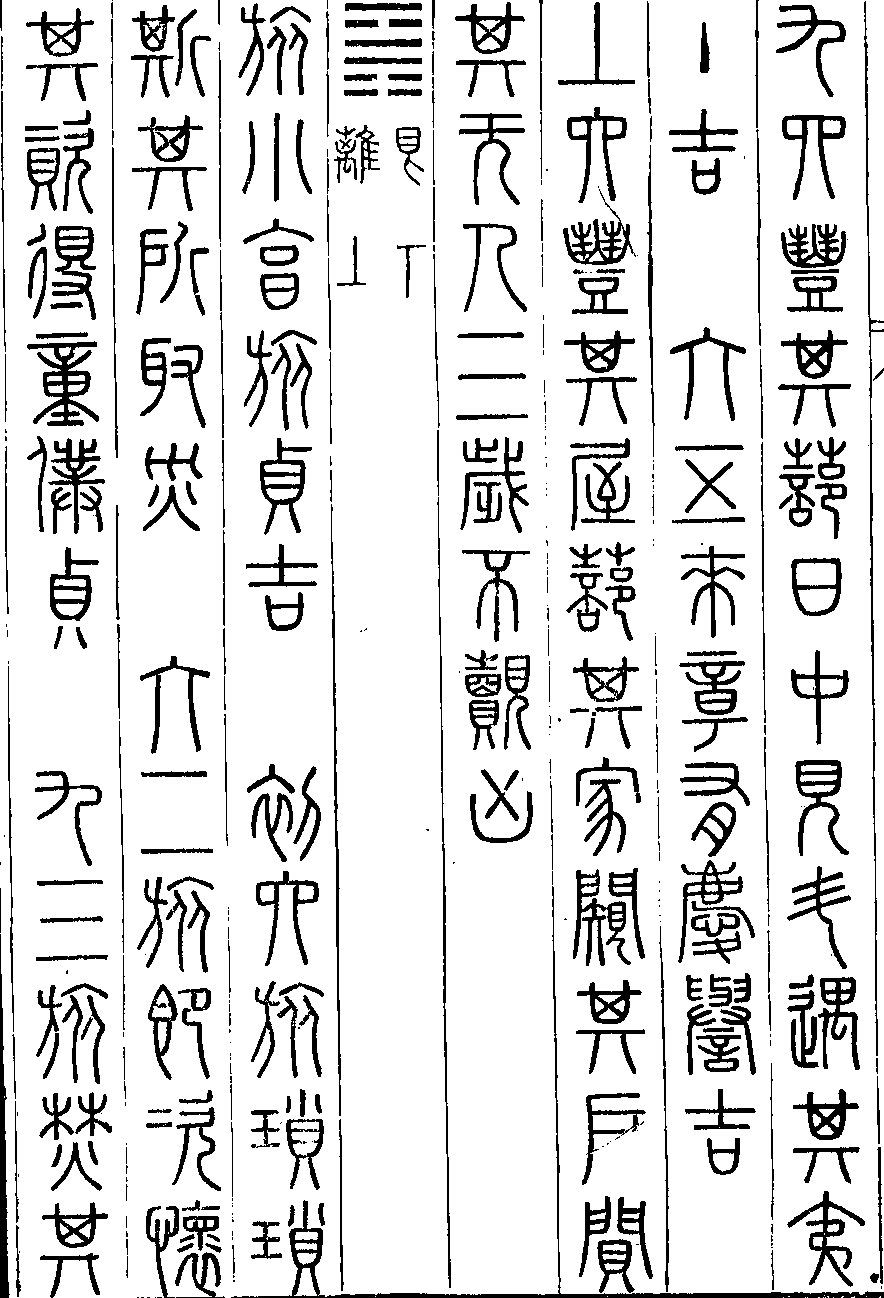 九四豐其蔀日中見斗遇其夷
主吉 六五來章有慶譽吉
上六豐其屋蔀其家闚其戶闃
其无人三歲不覿凶
䷷ 艮下 離上
旅小亨旅貞吉 初六旅瑣瑣
斯其所取災 六二旅即次懷
其資得童僕貞 九三旅焚其